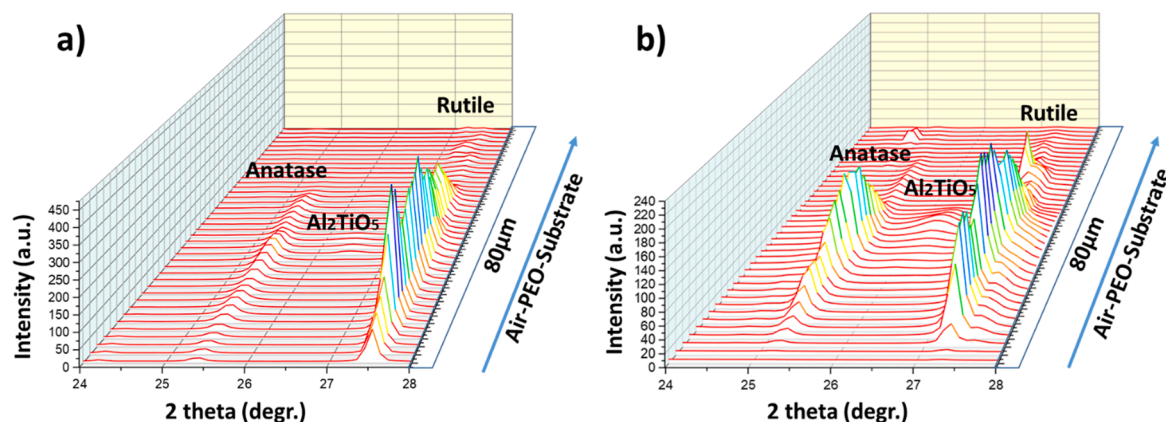 a)
Rutile
Anatase
Al₂TiO₅
450
400
350
300
250
200
150
100
50
0
Intensity (a.u.)
24
25
26
27
28
2 theta (degr.)
80μm
Air-PEO-Substrate
b)
Rutile
Anatase
Al₂TiO₅
240
220
200
180
160
140
120
100
80
60
40
20
0
Intensity (a.u.)
24
25
26
27
28
2 theta (degr.)
80μm
Air-PEO-Substrate